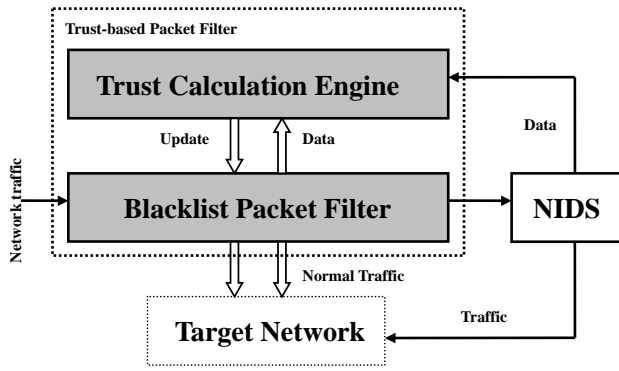 Trust-based Packet Filter
Trust Calculation Engine
Update
Data
Data
Network traffic
Blacklist Packet Filter
NIDS
Normal Traffic
Target Network
Traffic